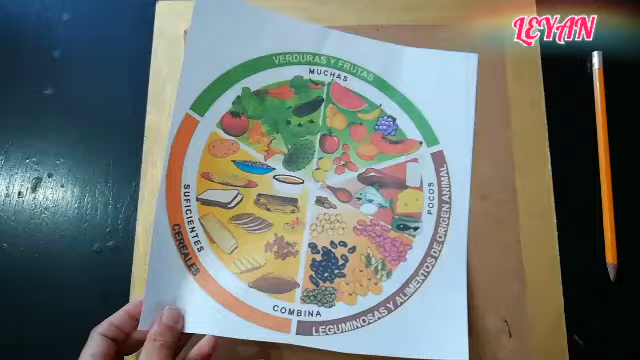 LEYAN
VERDURAS Y FRUTAS
MUCHAS
SUFICIENTES
CEREALES
POCOS
LEGUMINOSAS Y ALIMENTOS DE ORIGEN ANIMAL
COMBINA